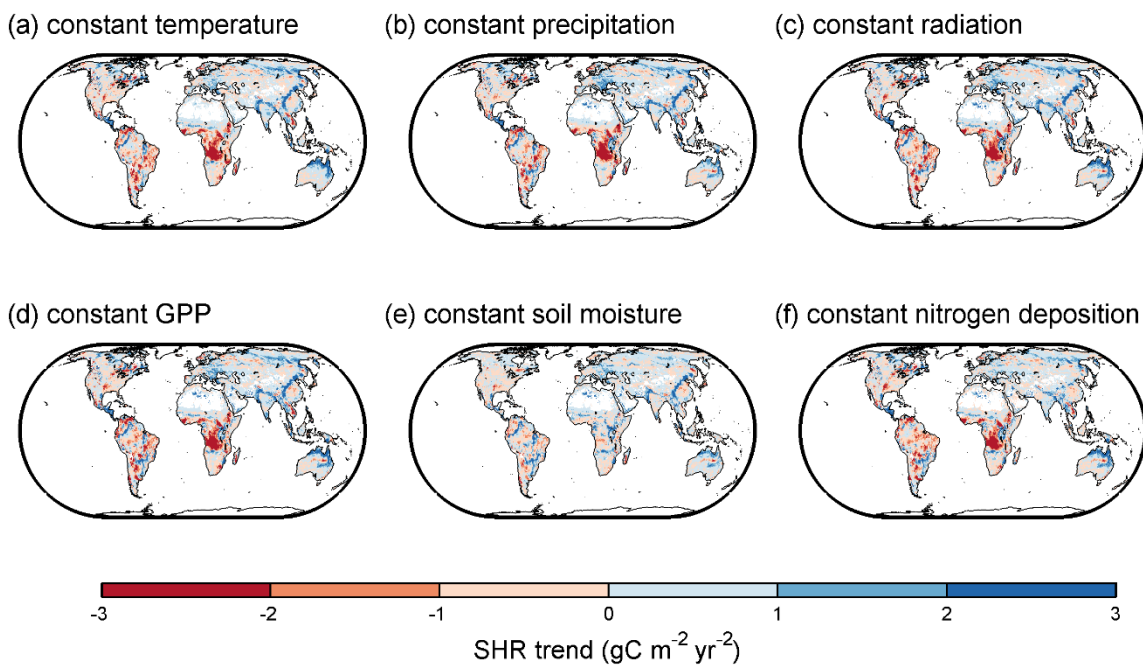 (a) constant temperature
(b) constant precipitation
(c) constant radiation
(d) constant GPP
(e) constant soil moisture
(f) constant nitrogen deposition
-3 -2 -1 0 1 2 3
SHR trend (gC m⁻² yr⁻²)